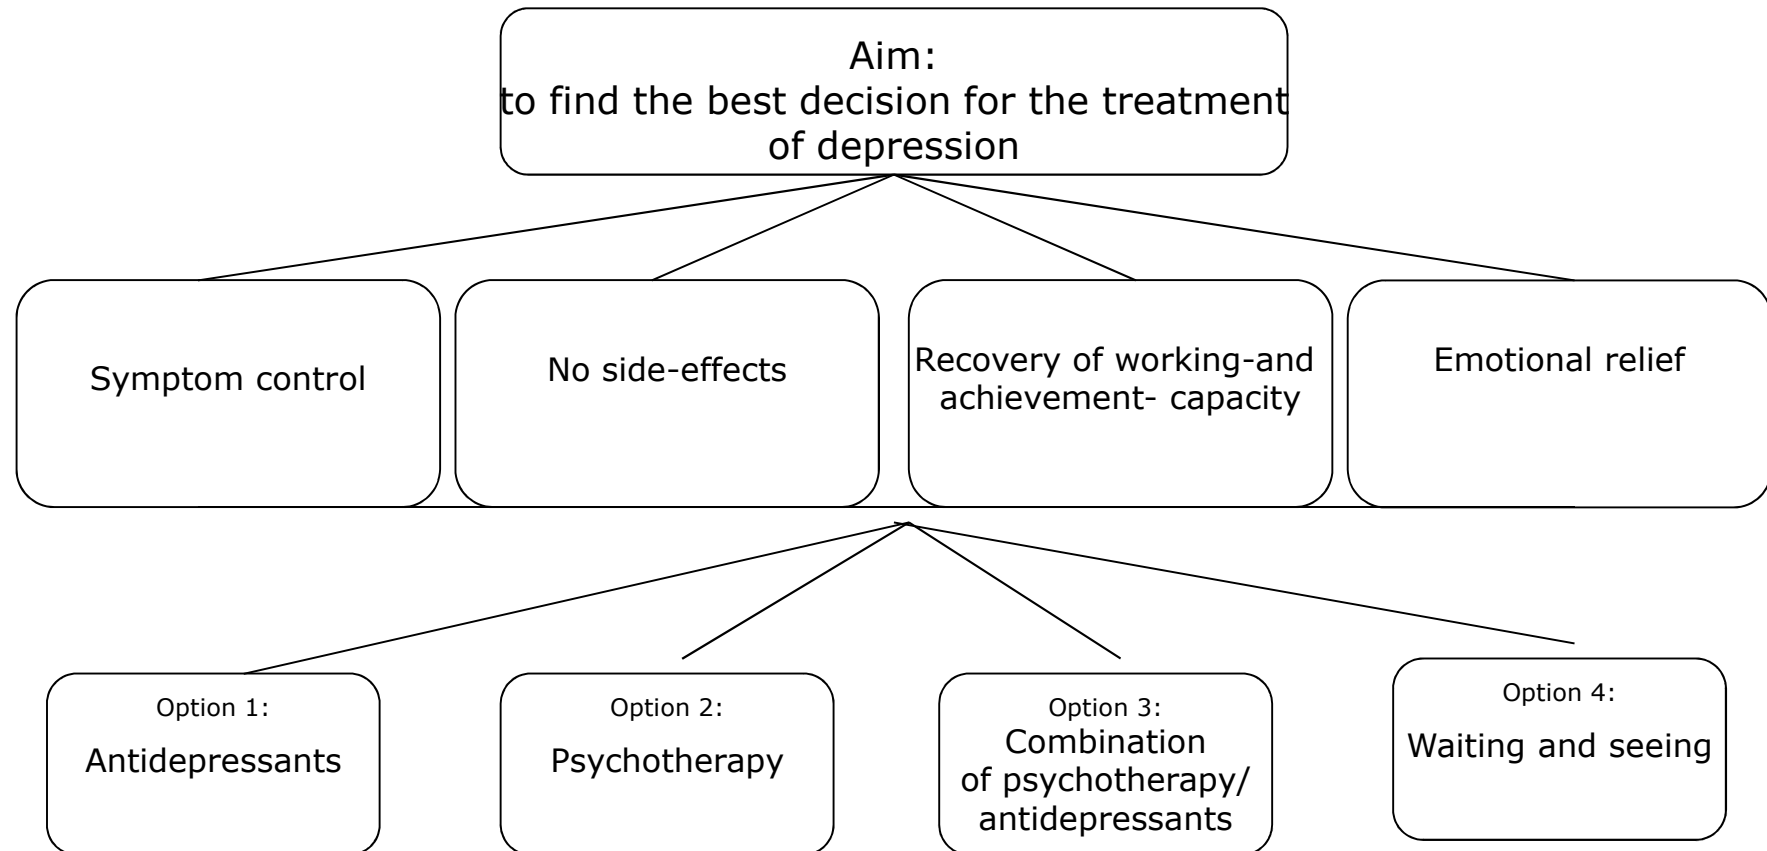 Aim:
to find the best decision for the treatment
of depression
Symptom control
No side-effects
Recovery of working-and
achievement- capacity
Emotional relief
Option 1:
Antidepressants
Option 2:
Psychotherapy
Option 3:
Combination
of psychotherapy/
antidepressants
Option 4:
Waiting and seeing